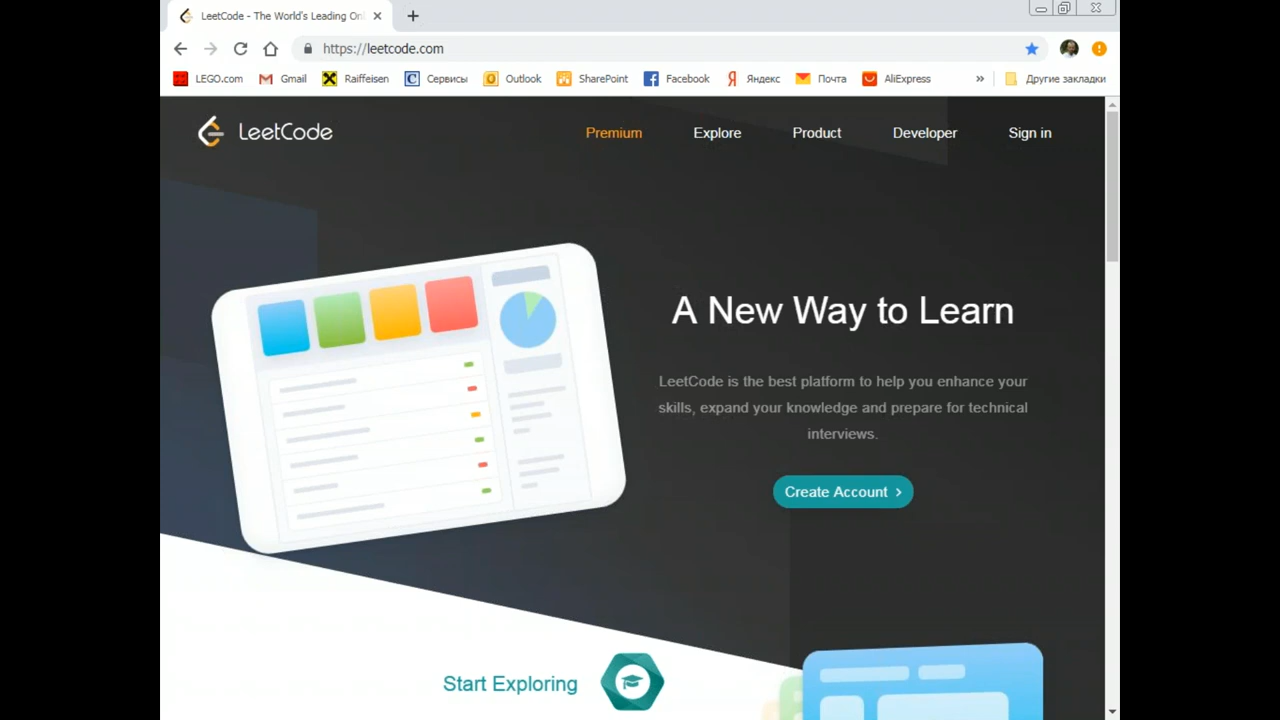 LeetCode - The World's Leading Onl
https://leetcode.com
LEGO.com Gmail Raiffeisen Сервисы Outlook SharePoint Facebook Яндекс Почта AliExpress » Другие закладки
LeetCode Premium Explore Product Developer Sign in
A New Way to Learn
LeetCode is the best platform to help you enhance your
skills, expand your knowledge and prepare for technical
interviews.
Create Account >
Start Exploring